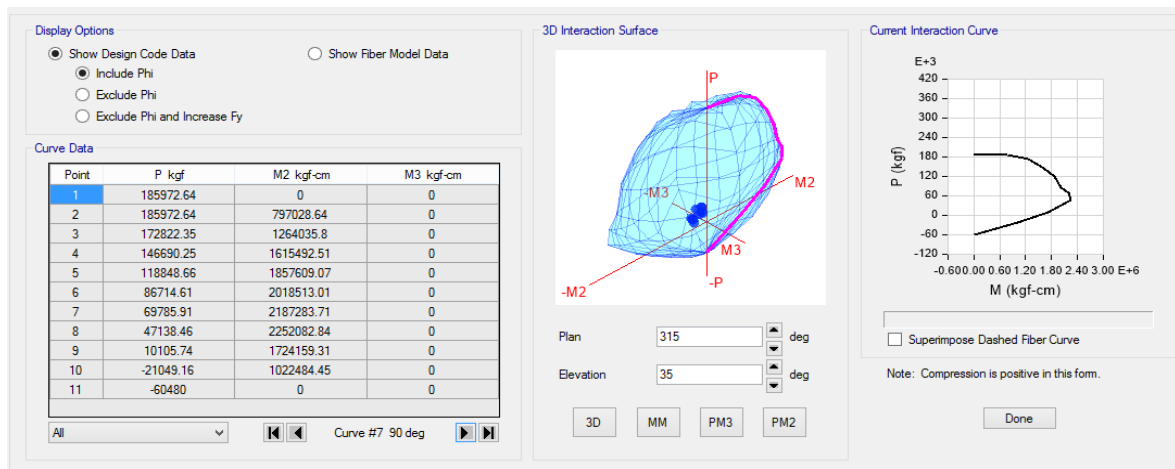 Display Options
Show Design Code Data
Show Fiber Model Data
Include Phi
Exclude Phi
Exclude Phi and Increase Fy
Curve Data
Point P kgf M2 kgf-cm M3 kgf-cm
1 185972.64 0 0
2 185972.64 797028.64 0
3 172822.35 1264035.8 0
4 146690.25 1615492.51 0
5 118848.66 1857609.07 0
6 86714.61 2018513.01 0
7 69785.91 2187283.71 0
8 47138.46 2252082.84 0
9 10105.74 1724159.31 0
10 -21049.16 1022484.45 0
11 -60480 0 0
All
Curve #7 90 deg
3D Interaction Surface
P
M2
-M3
M3
-M2
-P
Plan 315 deg
Elevation 35 deg
3D MM PM3 PM2
Current Interaction Curve
E+3
420
360
300
240
180
120
60
0
-60
-120
P (kgf)
-0.60 0.00 0.60 1.20 1.80 2.40 3.00 E+6
M (kgf-cm)
Superimpose Dashed Fiber Curve
Note: Compression is positive in this form.
Done